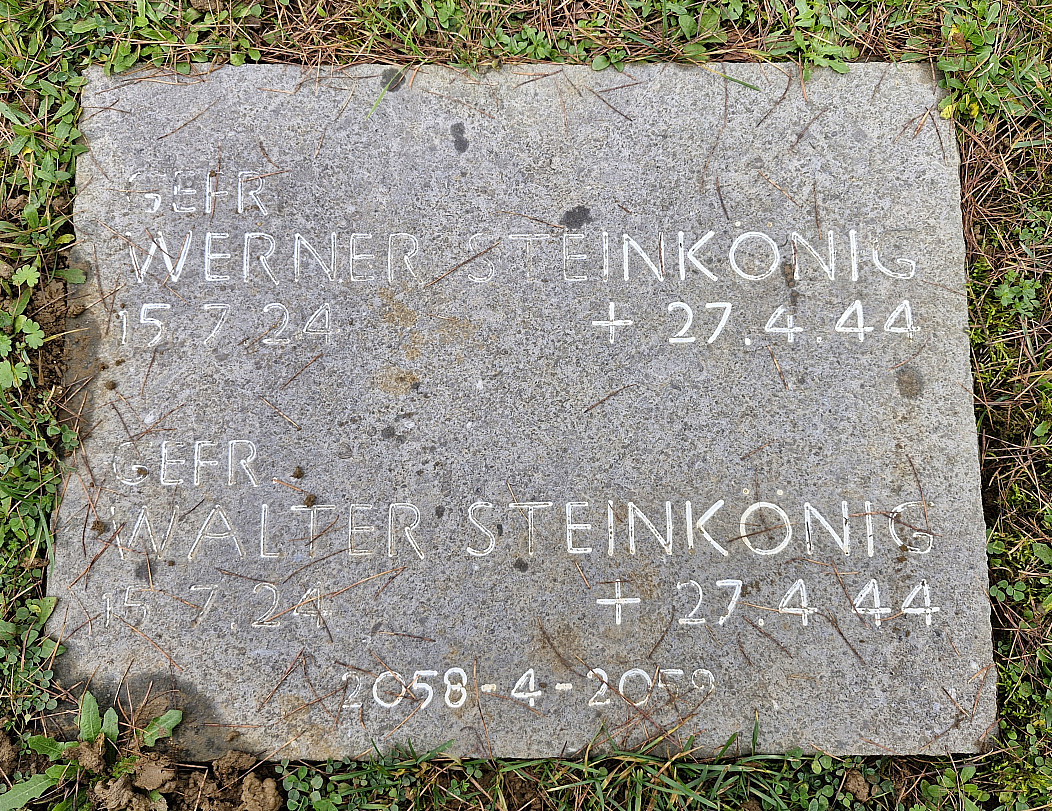 GEFR
WERNER STEINKÖNIG
15.7.24 + 27.4.44
GEFR.
WALTER STEINKÖNIG
15.7.24 + 27.4.44
2058-4-2059